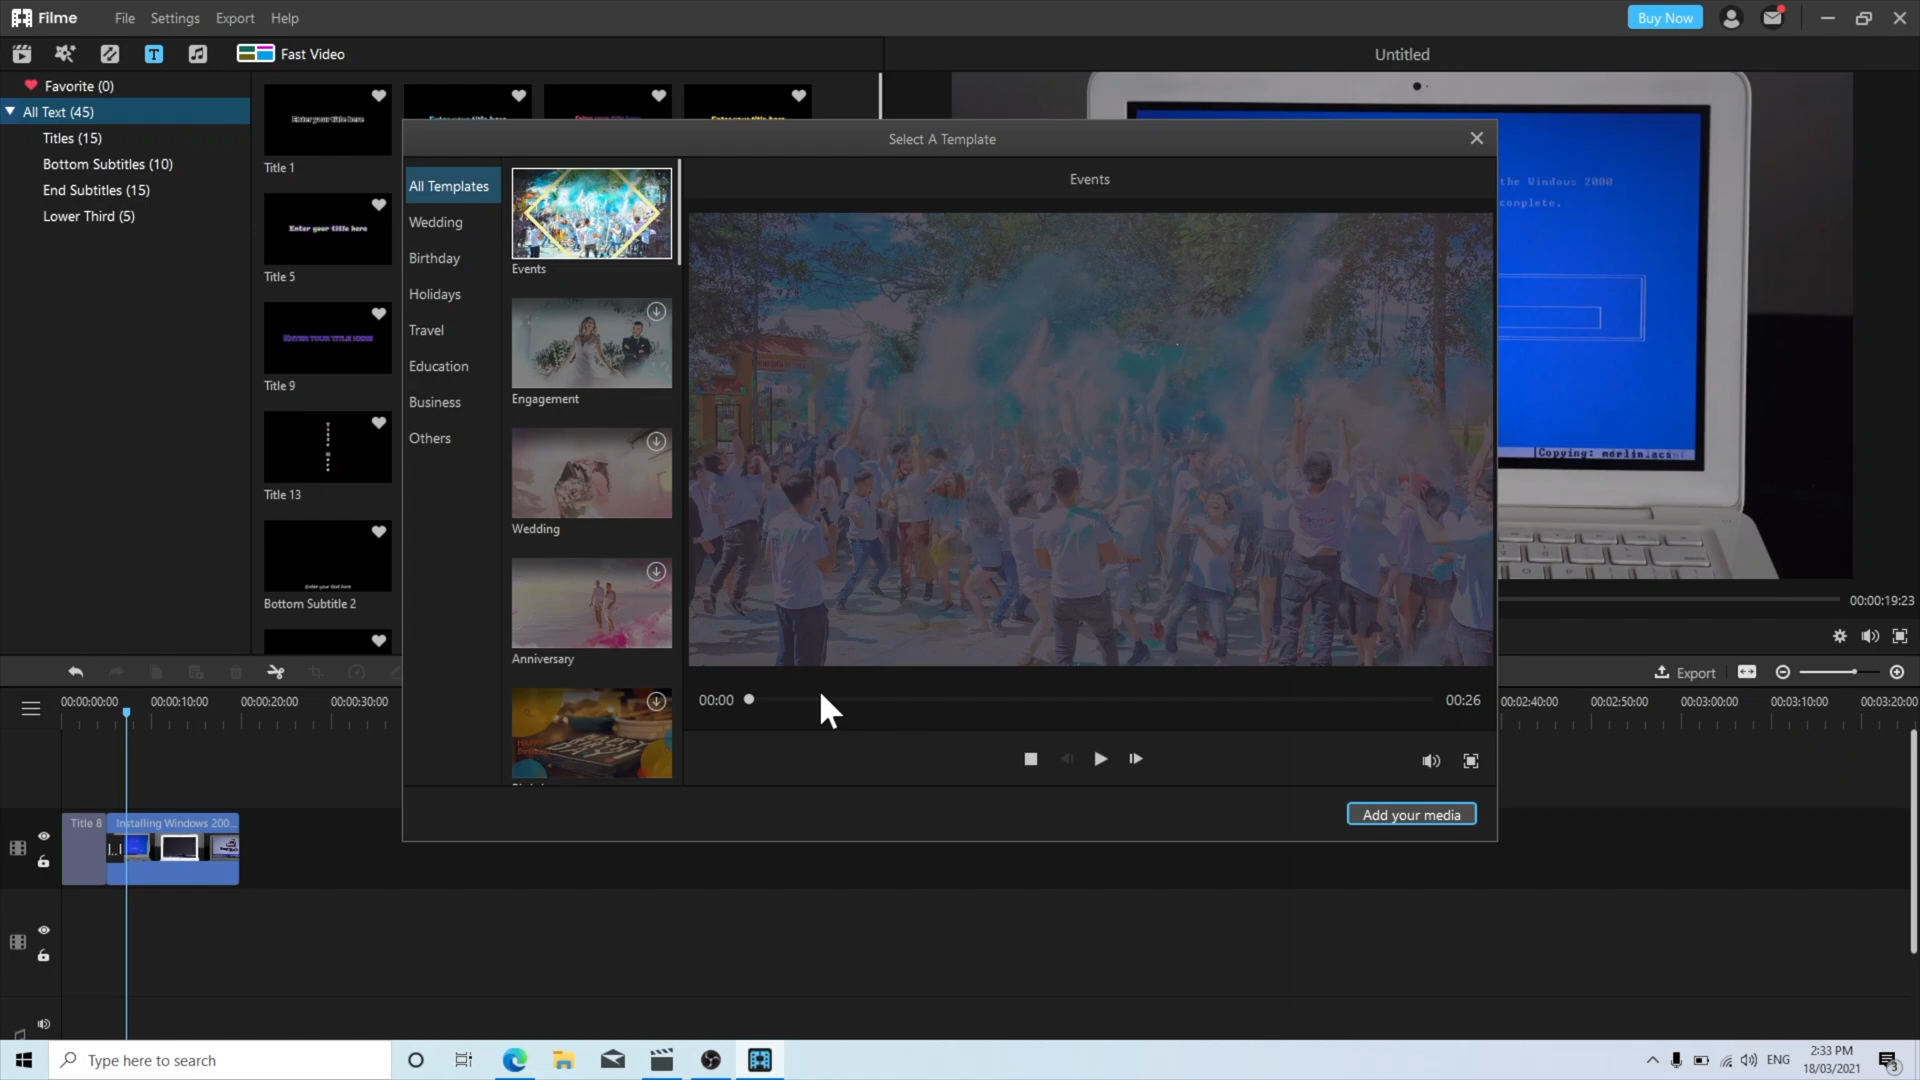 Filme
File
Settings
Export
Help
Buy Now
Fast Video
Untitled
Favorite (0)
All Text (45)
Titles (15)
Bottom Subtitles (10)
End Subtitles (15)
Lower Third (5)
Enter your title here
Title 1
Enter your title here
Title 5
ENTER YOUR TITLE HERE
Title 9
Title Here
Title 13
Enter your text here
Bottom Subtitle 2
Select A Template
All Templates
Wedding
Birthday
Holidays
Travel
Education
Business
Others
Events
Engagement
Wedding
Anniversary
Events
00:00
00:26
Add your media
the Windows 2000
complete.
Copying: merlin.acs
00:00:19:23
Export
00:00:00:00
00:00:10:00
00:00:20:00
00:00:30:00
00:02:40:00
00:02:50:00
00:03:00:00
00:03:10:00
00:03:20:00
Title 8
Installing Windows 200...
Type here to search
ENG
2:33 PM
18/03/2021
3